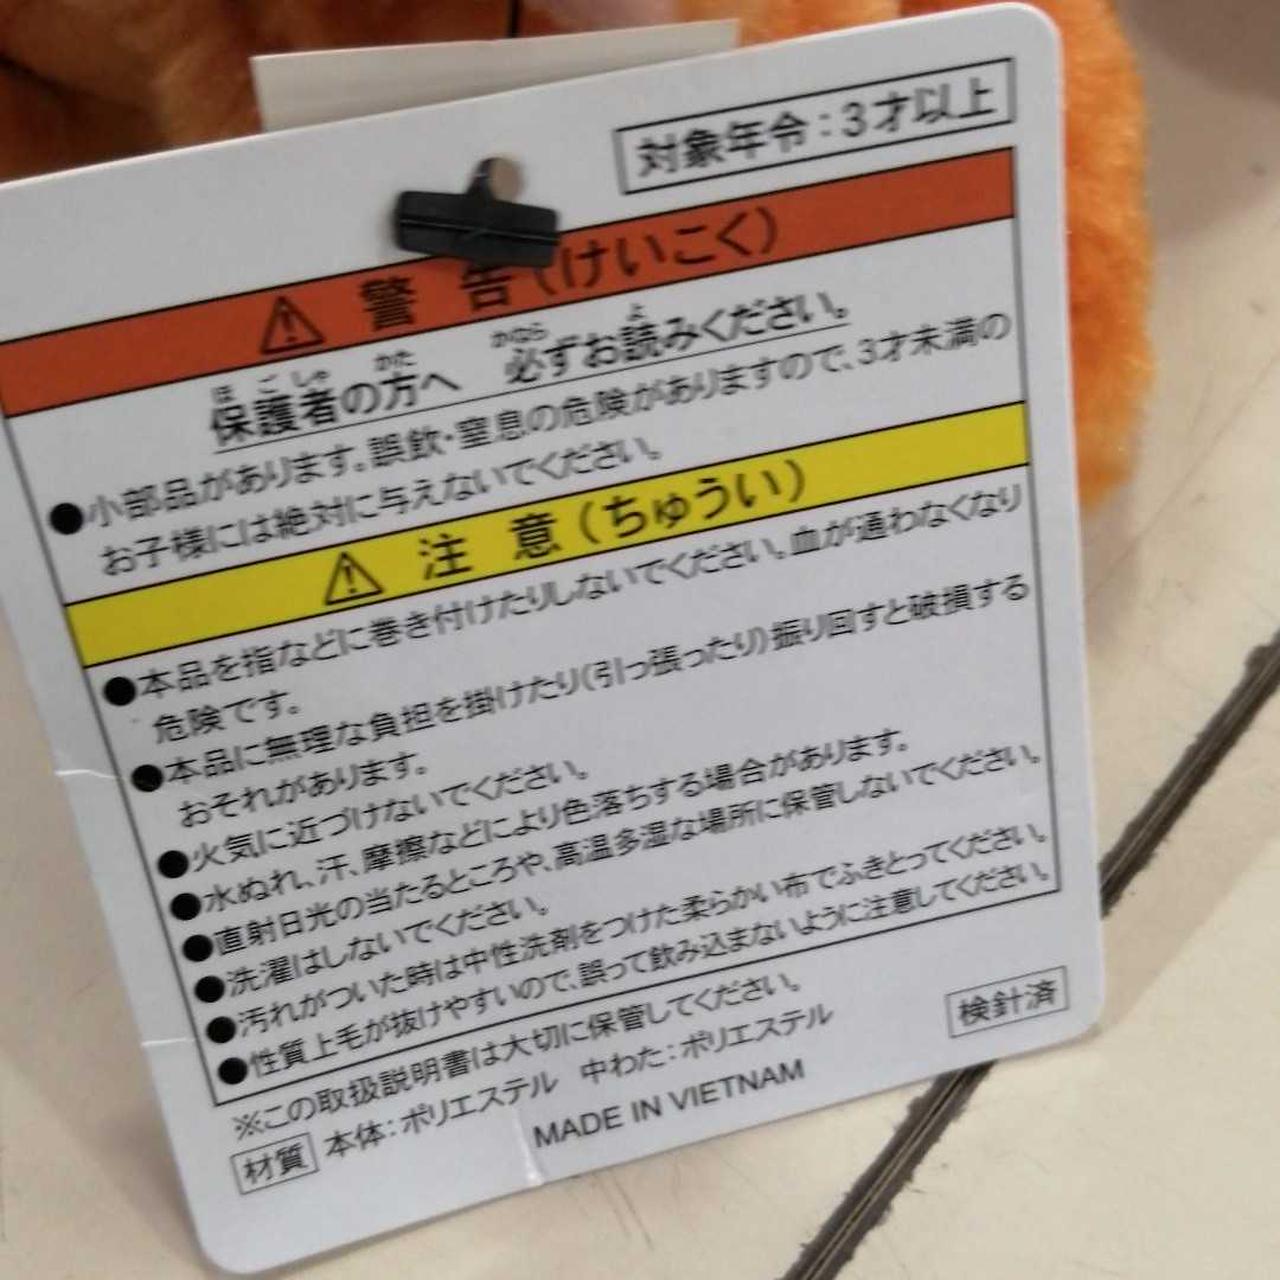 対象年令：3才以上
⚠ 警 告（けいこく）
保護者の方へ 必ずお読みください。
●小部品があります。誤飲・窒息の危険がありますので、3才未満の
お子様には絶対に与えないでください。
⚠ 注 意（ちゅうい）
●本品を指などに巻き付けたりしないでください。血が通わなくなり
危険です。
●本品に無理な負担を掛けたり（引っ張ったり）振り回すと破損する
おそれがあります。
●火気に近づけないでください。
●水ぬれ、汗、摩擦などにより色落ちする場合があります。
●直射日光の当たるところや、高温多湿な場所に保管しないでください。
●洗濯はしないでください。
●汚れがついた時は中性洗剤をつけた柔らかい布でふきとってください。
●性質上毛が抜けやすいので、誤って飲み込まないように注意してください。
※この取扱説明書は大切に保管してください。
検針済
材質 本体：ポリエステル 中わた：ポリエステル
MADE IN VIETNAM